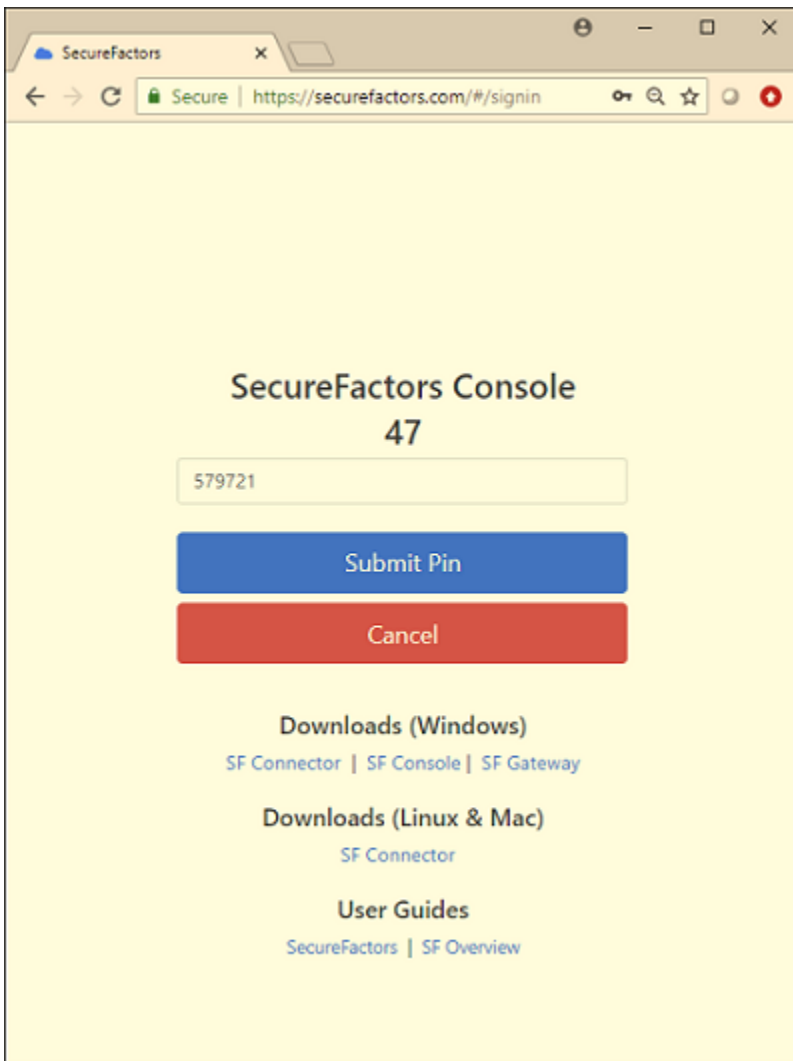 SecureFactors
Secure | https://securefactors.com/#/signin
SecureFactors Console
47
579721
Submit Pin
Cancel
Downloads (Windows)
SF Connector | SF Console | SF Gateway
Downloads (Linux & Mac)
SF Connector
User Guides
SecureFactors | SF Overview